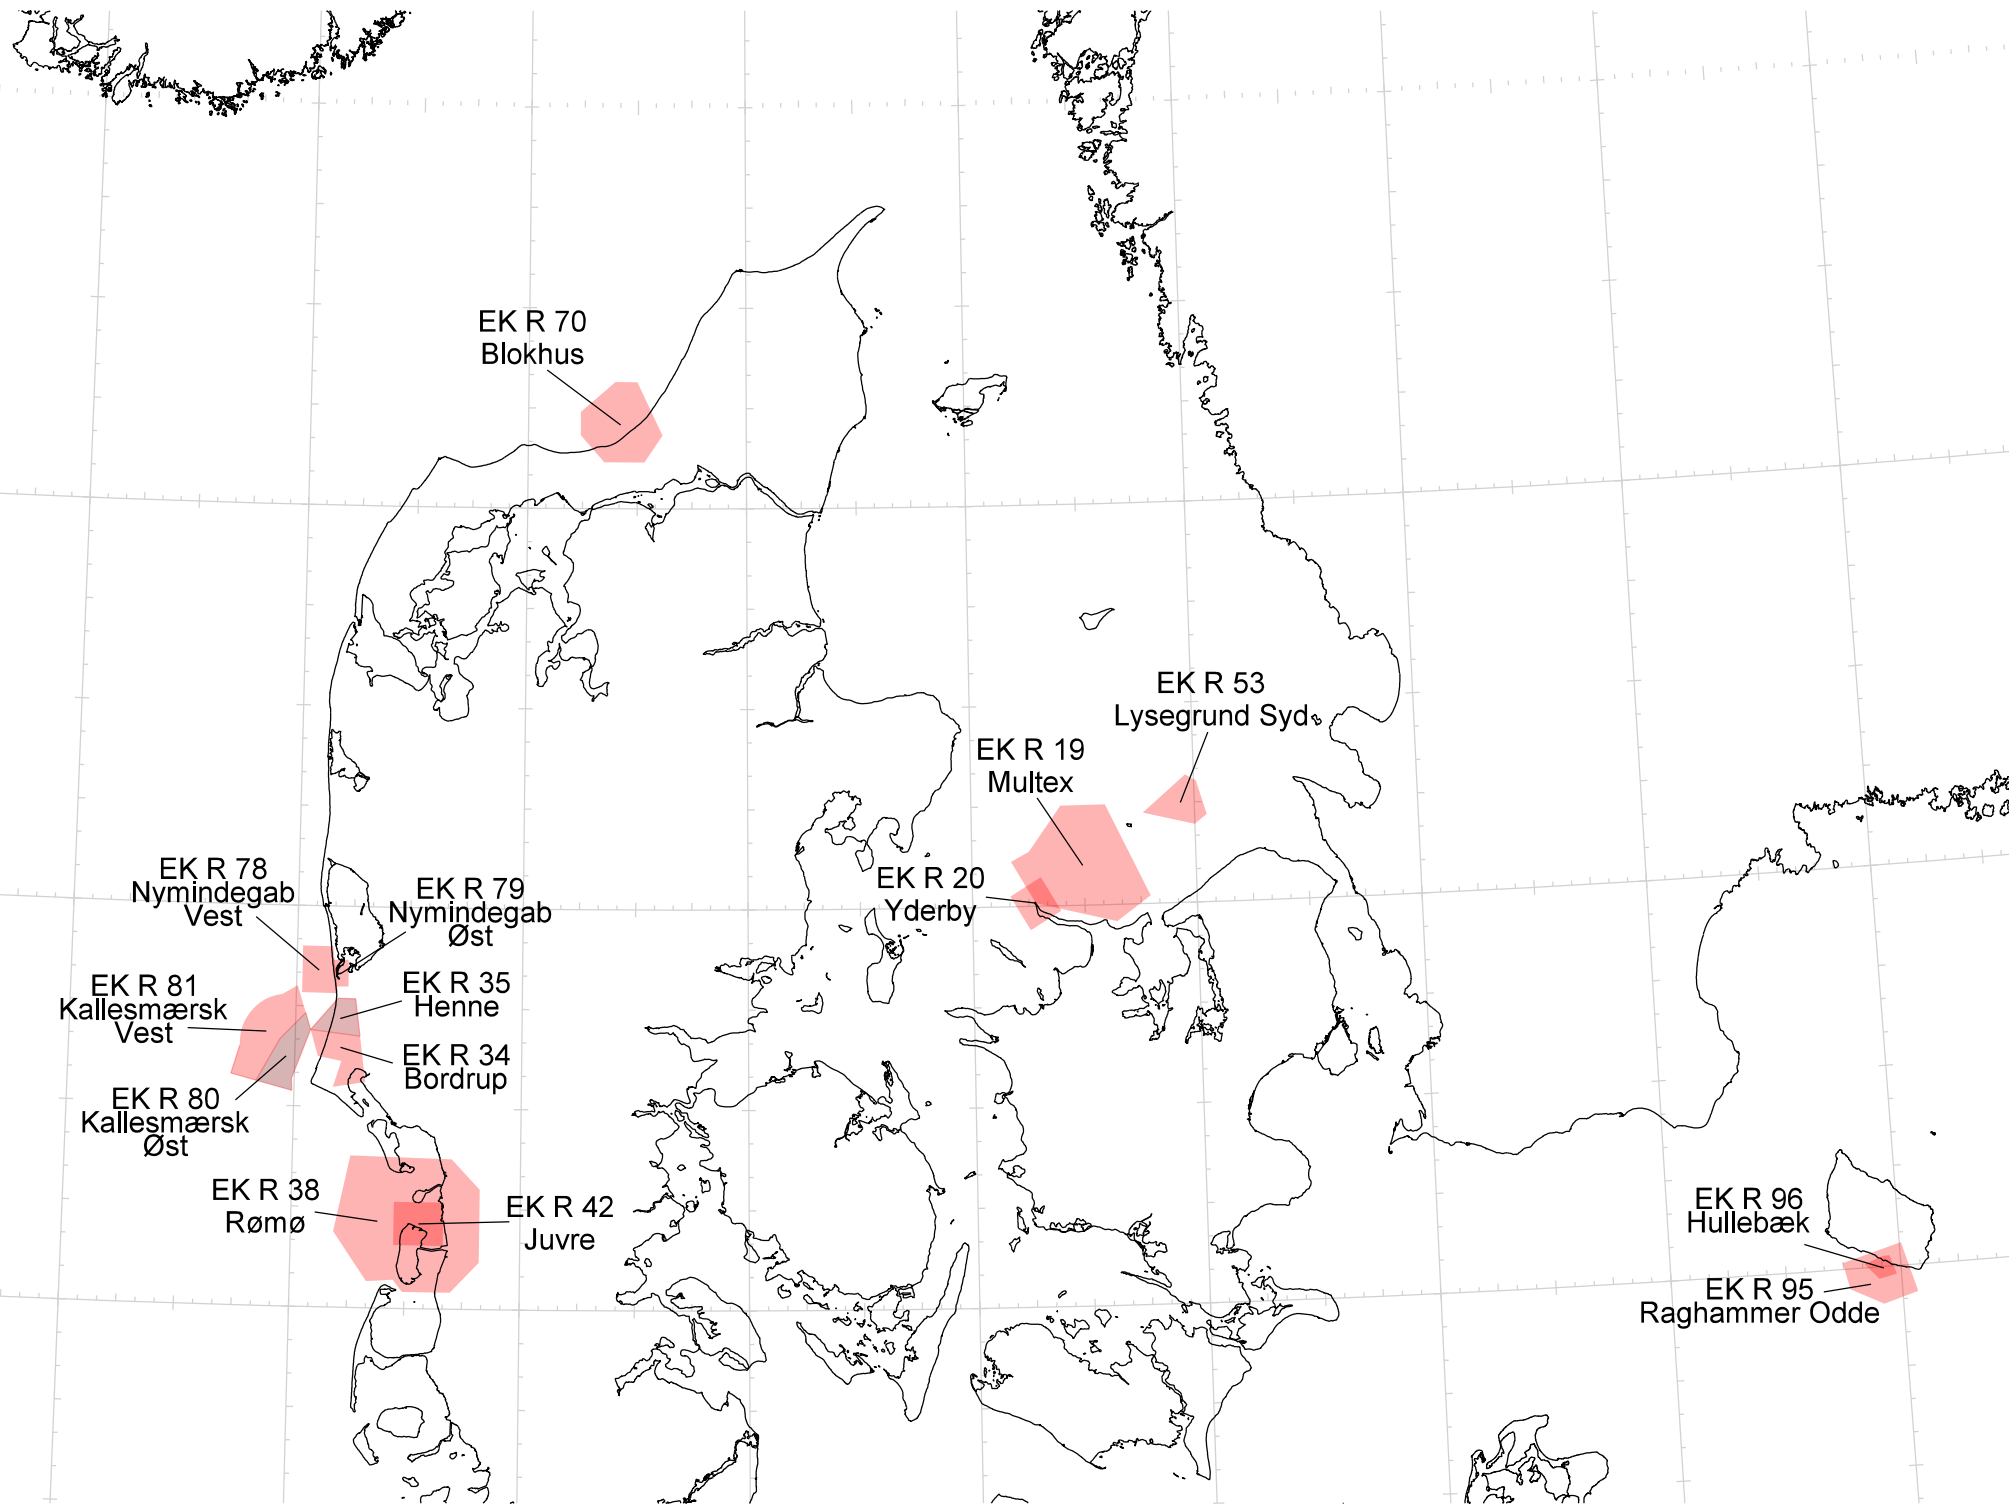 EK R 70
Blokhus
EK R 53
Lysegrund Syd
EK R 19
Multex
EK R 20
Yderby
EK R 78
Nymindegab
Vest
EK R 79
Nymindegab
Øst
EK R 81
Kallesmærsk
Vest
EK R 35
Henne
EK R 34
Bordrup
EK R 80
Kallesmærsk
Øst
EK R 38
Rømø
EK R 42
Juvre
EK R 96
Hullebæk
EK R 95
Raghammer Odde